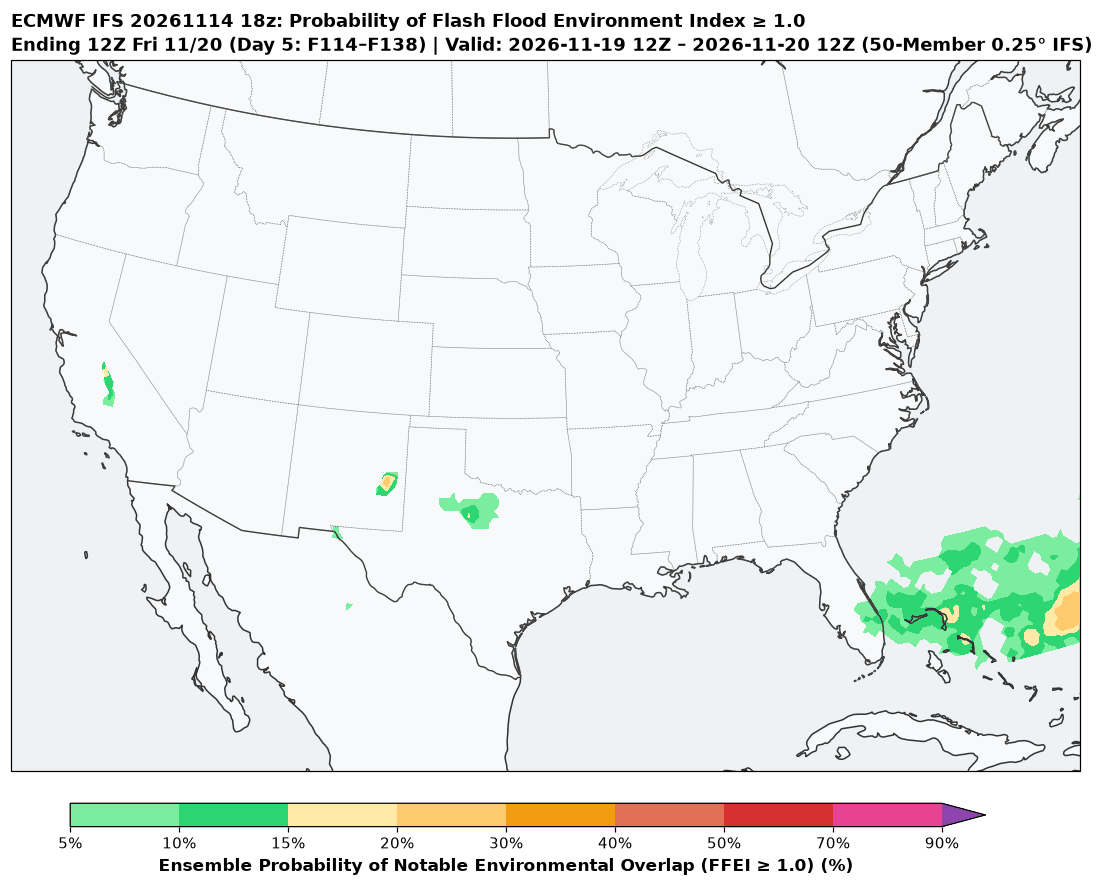 ECMWF IFS 20261114 18z: Probability of Flash Flood Environment Index ≥ 1.0
Ending 12Z Fri 11/20 (Day 5: F114–F138) | Valid: 2026-11-19 12Z – 2026-11-20 12Z (50-Member 0.25° IFS)
5% 10% 15% 20% 30% 40% 50% 70% 90%
Ensemble Probability of Notable Environmental Overlap (FFEI ≥ 1.0) (%)